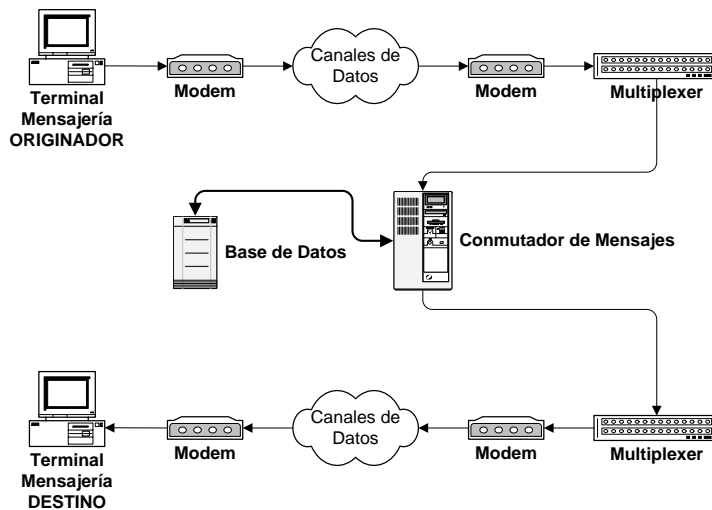 Canales de
Datos
Modem
Modem
Multiplexer
Terminal
Mensajería
ORIGINADOR
Base de Datos
Conmutador de Mensajes
Canales de
Datos
Modem
Modem
Multiplexer
Terminal
Mensajería
DESTINO